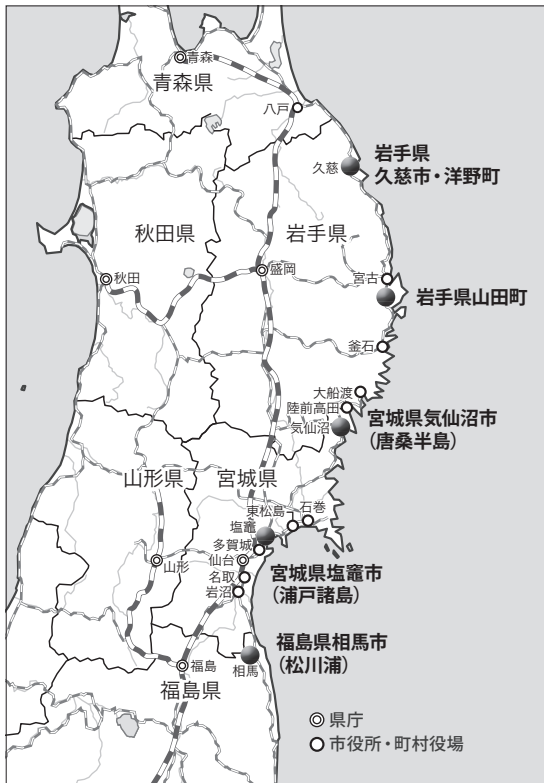 青森
青森県
八戸
久慈
岩手県
久慈市・洋野町
秋田県
岩手県
秋田
盛岡
宮古
岩手県山田町
釜石
大船渡
陸前高田
気仙沼
宮城県気仙沼市
(唐桑半島)
山形県
宮城県
東松島
石巻
塩竈
多賀城
仙台
山形
名取
岩沼
宮城県塩竈市
(浦戸諸島)
福島県相馬市
(松川浦)
福島
相馬
福島県
県庁
市役所・町村役場